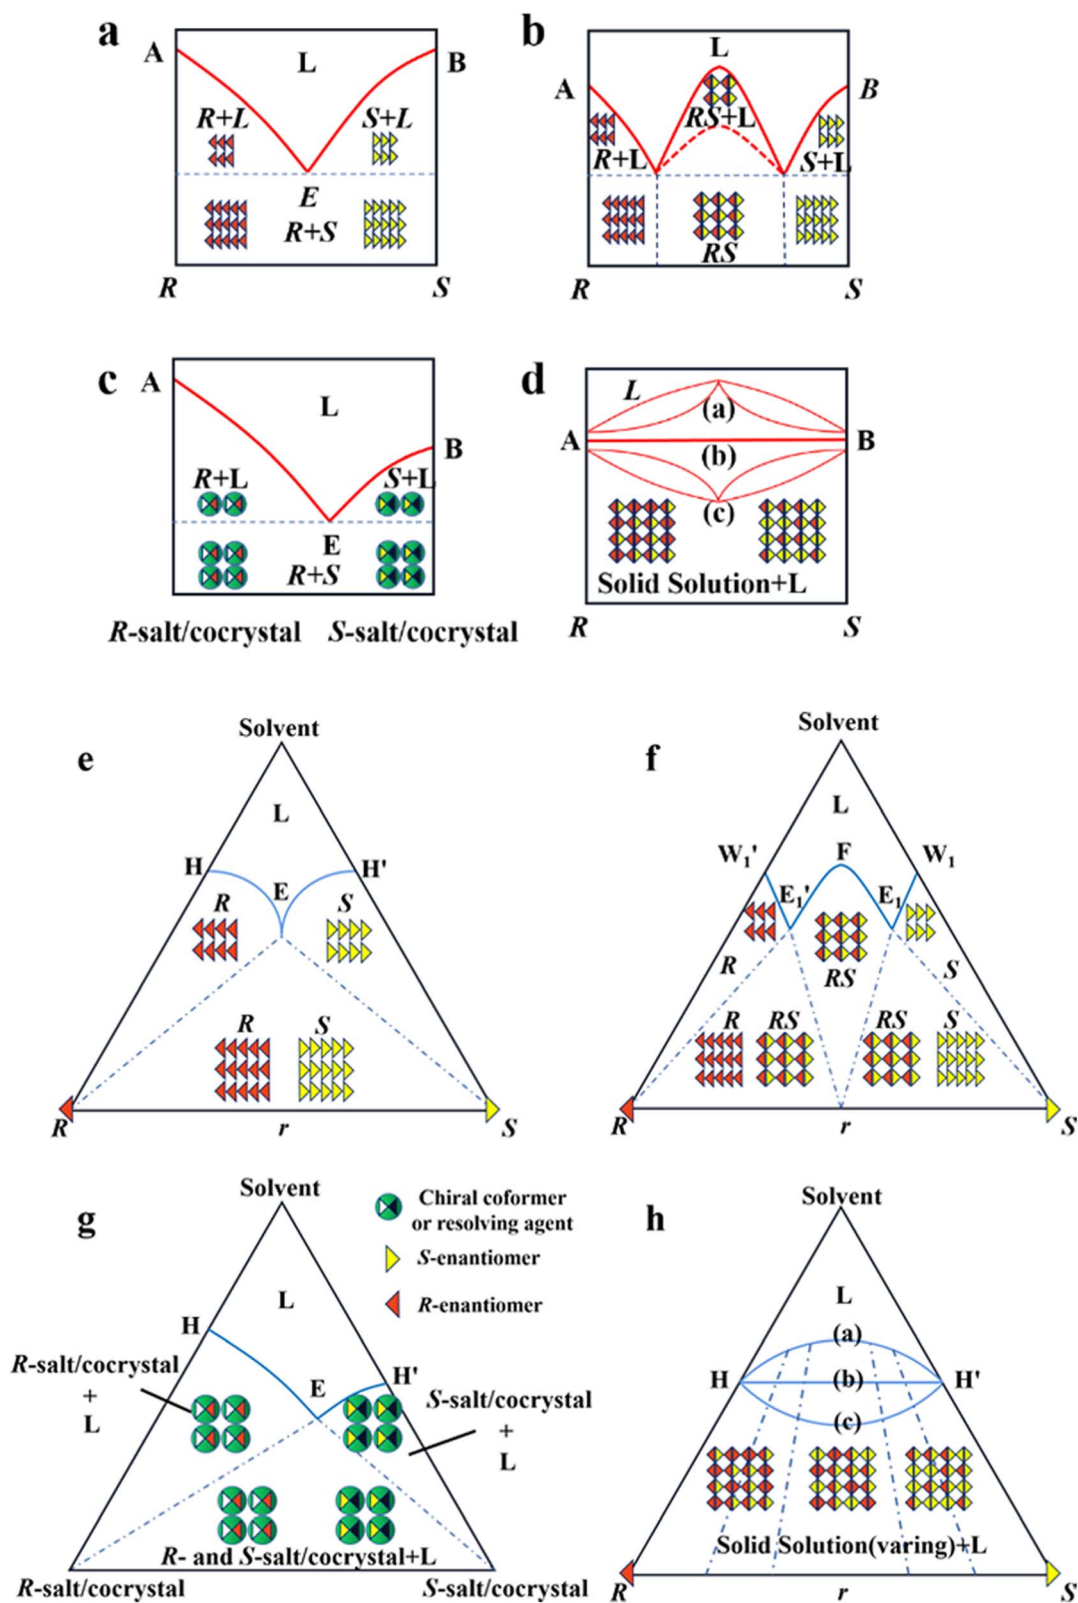 a
A
L
B
R+L
S+L
E
R+S
R
S
b
L
A
B
RS+L
R+L
S+L
RS
R
S
c
A
L
B
R+L
S+L
E
R+S
R-salt/cocrystal
S-salt/cocrystal
d
L
(a)
A
B
(b)
(c)
Solid Solution+L
R
S
e
Solvent
L
H
H'
E
R
S
R
S
R
r
S
f
Solvent
L
W₁'
F
W₁
E₁'
E₁
R
RS
S
R
RS
RS
S
R
r
S
g
Solvent
L
H
R-salt/cocrystal
+
L
E
H'
S-salt/cocrystal
+
L
R- and S-salt/cocrystal+L
R-salt/cocrystal
S-salt/cocrystal
Chiral coformer
or resolving agent
S-enantiomer
R-enantiomer
h
Solvent
L
(a)
H
(b)
H'
(c)
Solid Solution(varing)+L
R
r
S